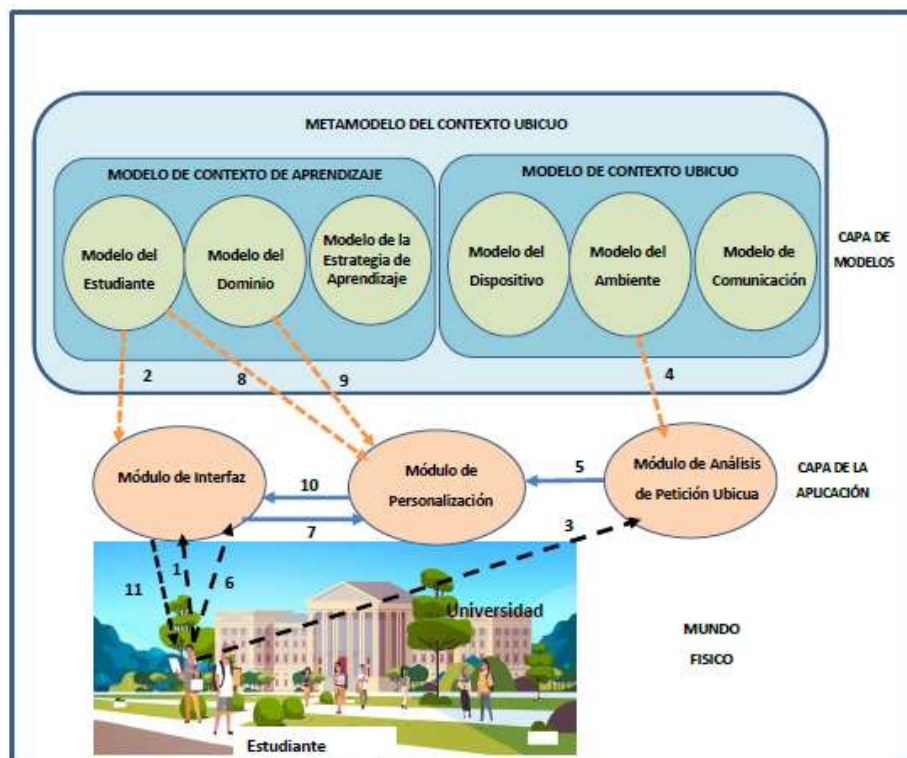 METAMODELO DEL CONTEXTO UBICUO
MODELO DE CONTEXTO DE APRENDIZAJE
MODELO DE CONTEXTO UBICUO
Modelo del
Estudiante
Modelo del
Dominio
Modelo de la
Estrategia de
Aprendizaje
Modelo del
Dispositivo
Modelo del
Ambiente
Modelo de
Comunicación
CAPA DE
MODELOS
2
8
9
4
Módulo de Interfaz
10
7
Módulo de
Personalización
5
Módulo de Análisis
de Petición Ubicua
CAPA DE LA
APLICACIÓN
3
11
1
6
Universidad
MUNDO
FISICO
Estudiante